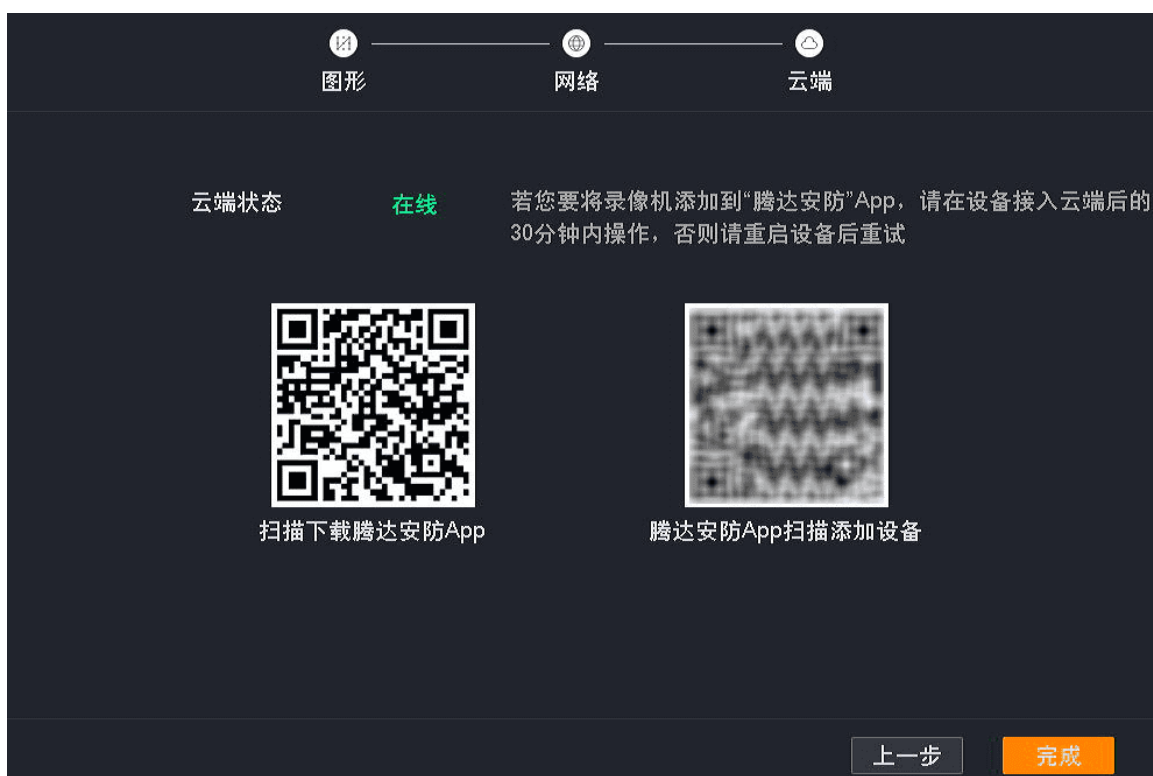 图形
网络
云端
云端状态
在线
若您要将录像机添加到“腾达安防”App，请在设备接入云端后的
30分钟内操作，否则请重启设备后重试
扫描下载腾达安防App
腾达安防App扫描添加设备
上一步
完成